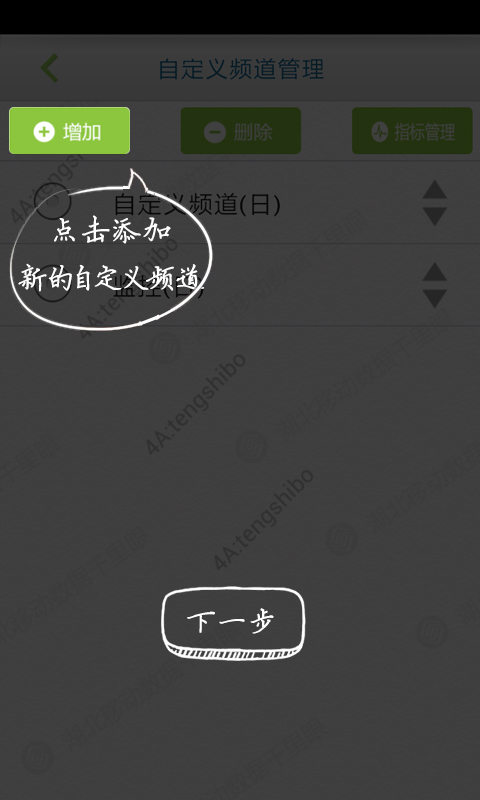 自定义频道管理
增加
删除
指标管理
自定义频道(日)
点击添加
新的自定义频道
监控(日)
4A:tengshibo
4A:tengshibo
4A:tengshibo
4A:tengshibo
下一步